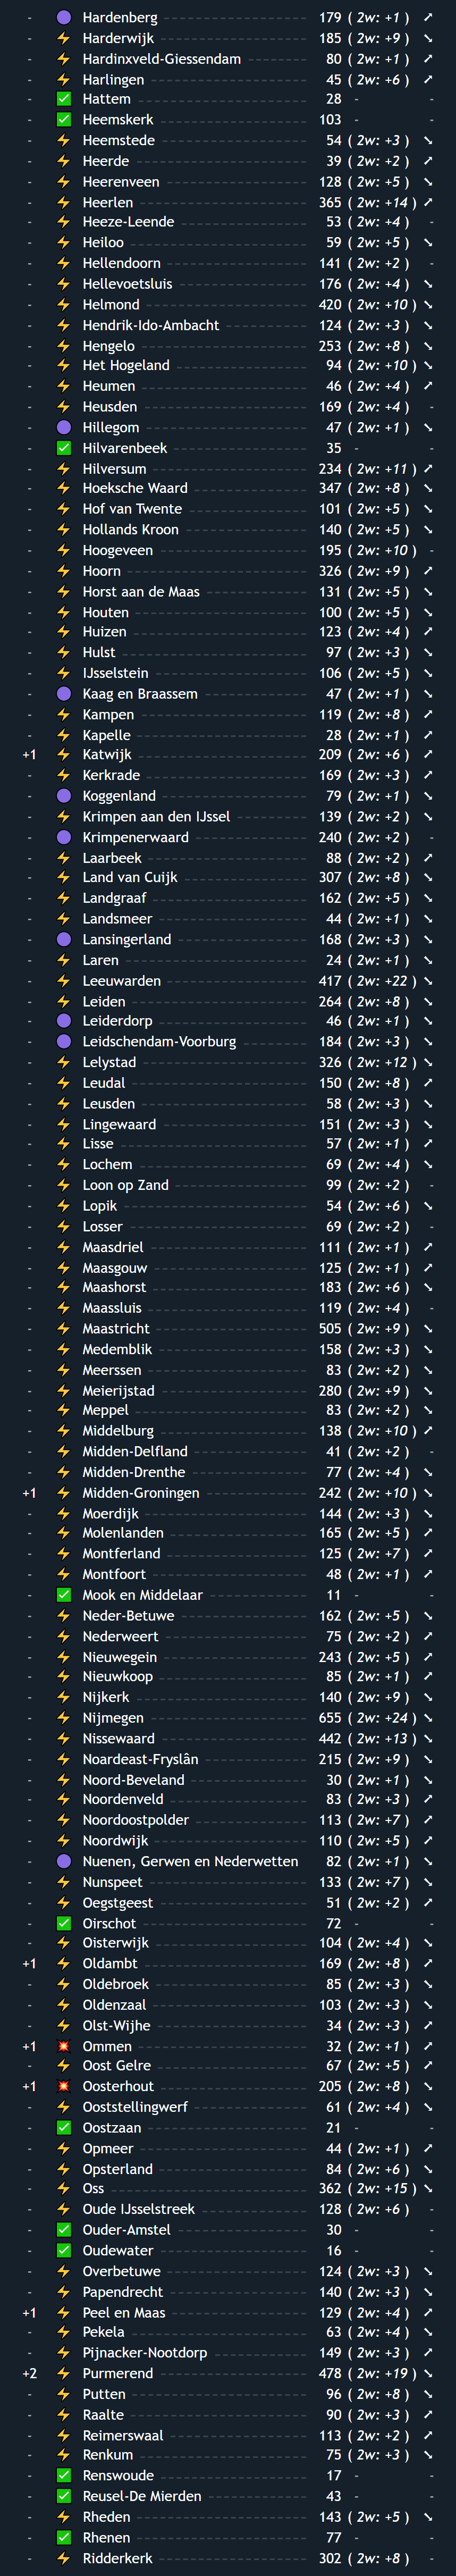 - 🟣 Hardenberg 179 ( 2w: +1 ) ➚
- ⚡ Harderwijk 185 ( 2w: +9 ) ➘
- ⚡ Hardinxveld-Giessendam 80 ( 2w: +1 ) ➚
- ⚡ Harlingen 45 ( 2w: +6 ) ➚
- ✅ Hattem 28 - -
- ✅ Heemskerk 103 - -
- ⚡ Heemstede 54 ( 2w: +3 ) ➘
- ⚡ Heerde 39 ( 2w: +2 ) ➚
- ⚡ Heerenveen 128 ( 2w: +5 ) ➘
- ⚡ Heerlen 365 ( 2w: +14 ) ➚
- ⚡ Heeze-Leende 53 ( 2w: +4 ) -
- ⚡ Heiloo 59 ( 2w: +5 ) ➘
- ⚡ Hellendoorn 141 ( 2w: +2 ) -
- ⚡ Hellevoetsluis 176 ( 2w: +4 ) ➘
- ⚡ Helmond 420 ( 2w: +10 ) ➘
- ⚡ Hendrik-Ido-Ambacht 124 ( 2w: +3 ) ➘
- ⚡ Hengelo 253 ( 2w: +8 ) ➘
- ⚡ Het Hogeland 94 ( 2w: +10 ) ➘
- ⚡ Heumen 46 ( 2w: +4 ) ➚
- ⚡ Heusden 169 ( 2w: +4 ) -
- 🟣 Hillegom 47 ( 2w: +1 ) ➘
- ✅ Hilvarenbeek 35 - -
- ⚡ Hilversum 234 ( 2w: +11 ) ➚
- ⚡ Hoeksche Waard 347 ( 2w: +8 ) ➘
- ⚡ Hof van Twente 101 ( 2w: +5 ) ➘
- ⚡ Hollands Kroon 140 ( 2w: +5 ) ➘
- ⚡ Hoogeveen 195 ( 2w: +10 ) -
- ⚡ Hoorn 326 ( 2w: +9 ) ➚
- ⚡ Horst aan de Maas 131 ( 2w: +5 ) ➘
- ⚡ Houten 100 ( 2w: +5 ) ➘
- ⚡ Huizen 123 ( 2w: +4 ) ➚
- ⚡ Hulst 97 ( 2w: +3 ) ➘
- ⚡ IJsselstein 106 ( 2w: +5 ) ➘
- 🟣 Kaag en Braassem 47 ( 2w: +1 ) ➘
- ⚡ Kampen 119 ( 2w: +8 ) ➚
- ⚡ Kapelle 28 ( 2w: +1 ) ➚
+1 ⚡ Katwijk 209 ( 2w: +6 ) ➚
- ⚡ Kerkrade 169 ( 2w: +3 ) ➚
- 🟣 Koggenland 79 ( 2w: +1 ) ➘
- ⚡ Krimpen aan den IJssel 139 ( 2w: +2 ) ➘
- 🟣 Krimpenerwaard 240 ( 2w: +2 ) -
- ⚡ Laarbeek 88 ( 2w: +2 ) ➚
- ⚡ Land van Cuijk 307 ( 2w: +8 ) ➘
- ⚡ Landgraaf 162 ( 2w: +5 ) ➘
- ⚡ Landsmeer 44 ( 2w: +1 ) ➘
- 🟣 Lansingerland 168 ( 2w: +3 ) ➘
- ⚡ Laren 24 ( 2w: +1 ) ➘
- ⚡ Leeuwarden 417 ( 2w: +22 ) ➘
- ⚡ Leiden 264 ( 2w: +8 ) ➘
- 🟣 Leiderdorp 46 ( 2w: +1 ) ➘
- 🟣 Leidschendam-Voorburg 184 ( 2w: +3 ) ➘
- ⚡ Lelystad 326 ( 2w: +12 ) ➘
- ⚡ Leudal 150 ( 2w: +8 ) ➚
- ⚡ Leusden 58 ( 2w: +3 ) ➘
- ⚡ Lingewaard 151 ( 2w: +3 ) ➘
- ⚡ Lisse 57 ( 2w: +1 ) ➚
- ⚡ Lochem 69 ( 2w: +4 ) ➘
- ⚡ Loon op Zand 99 ( 2w: +2 ) -
- ⚡ Lopik 54 ( 2w: +6 ) ➘
- ⚡ Losser 69 ( 2w: +2 ) -
- ⚡ Maasdriel 111 ( 2w: +1 ) ➚
- ⚡ Maasgouw 125 ( 2w: +1 ) ➚
- ⚡ Maashorst 183 ( 2w: +6 ) ➘
- ⚡ Maassluis 119 ( 2w: +4 ) -
- ⚡ Maastricht 505 ( 2w: +9 ) ➘
- ⚡ Medemblik 158 ( 2w: +3 ) ➘
- ⚡ Meerssen 83 ( 2w: +2 ) ➘
- ⚡ Meierijstad 280 ( 2w: +9 ) ➘
- ⚡ Meppel 83 ( 2w: +2 ) ➘
- ⚡ Middelburg 138 ( 2w: +10 ) ➚
- ⚡ Midden-Delfland 41 ( 2w: +2 ) -
- ⚡ Midden-Drenthe 77 ( 2w: +4 ) ➘
+1 ⚡ Midden-Groningen 242 ( 2w: +10 ) ➘
- ⚡ Moerdijk 144 ( 2w: +3 ) ➘
- ⚡ Molenlanden 165 ( 2w: +5 ) ➚
- ⚡ Montferland 125 ( 2w: +7 ) ➚
- ⚡ Montfoort 48 ( 2w: +1 ) ➚
- ✅ Mook en Middelaar 11 - -
- ⚡ Neder-Betuwe 162 ( 2w: +5 ) ➘
- ⚡ Nederweert 75 ( 2w: +2 ) ➚
- ⚡ Nieuwegein 243 ( 2w: +5 ) ➚
- ⚡ Nieuwkoop 85 ( 2w: +1 ) ➚
- ⚡ Nijkerk 140 ( 2w: +9 ) ➘
- ⚡ Nijmegen 655 ( 2w: +24 ) ➘
- ⚡ Nissewaard 442 ( 2w: +13 ) ➘
- ⚡ Noardeast-Fryslân 215 ( 2w: +9 ) ➘
- ⚡ Noord-Beveland 30 ( 2w: +1 ) ➘
- ⚡ Noordenveld 83 ( 2w: +3 ) ➚
- ⚡ Noordoostpolder 113 ( 2w: +7 ) ➚
- ⚡ Noordwijk 110 ( 2w: +5 ) ➚
- 🟣 Nuenen, Gerwen en Nederwetten 82 ( 2w: +1 ) ➘
- ⚡ Nunspeet 133 ( 2w: +7 ) ➘
- ⚡ Oegstgeest 51 ( 2w: +2 ) ➚
- ✅ Oirschot 72 - -
- ⚡ Oisterwijk 104 ( 2w: +4 ) ➘
+1 ⚡ Oldambt 169 ( 2w: +8 ) ➚
- ⚡ Oldebroek 85 ( 2w: +3 ) ➘
- ⚡ Oldenzaal 103 ( 2w: +3 ) ➘
- ⚡ Olst-Wijhe 34 ( 2w: +3 ) ➚
+1 💥 Ommen 32 ( 2w: +1 ) ➚
- ⚡ Oost Gelre 67 ( 2w: +5 ) ➚
+1 💥 Oosterhout 205 ( 2w: +8 ) ➘
- ⚡ Ooststellingwerf 61 ( 2w: +4 ) ➘
- ✅ Oostzaan 21 - -
- ⚡ Opmeer 44 ( 2w: +1 ) ➚
- ⚡ Opsterland 84 ( 2w: +6 ) ➘
- ⚡ Oss 362 ( 2w: +15 ) ➘
- ⚡ Oude IJsselstreek 128 ( 2w: +6 ) -
- ✅ Ouder-Amstel 30 - -
- ✅ Oudewater 16 - -
- ⚡ Overbetuwe 124 ( 2w: +3 ) ➘
- ⚡ Papendrecht 140 ( 2w: +3 ) ➘
+1 ⚡ Peel en Maas 129 ( 2w: +4 ) ➚
- ⚡ Pekela 63 ( 2w: +4 ) ➘
- ⚡ Pijnacker-Nootdorp 149 ( 2w: +3 ) ➚
+2 ⚡ Purmerend 478 ( 2w: +19 ) ➘
- ⚡ Putten 96 ( 2w: +8 ) ➘
- ⚡ Raalte 90 ( 2w: +3 ) ➚
- ⚡ Reimerswaal 113 ( 2w: +2 ) ➚
- ⚡ Renkum 75 ( 2w: +3 ) ➘
- ✅ Renswoude 17 - -
- ✅ Reusel-De Mierden 43 - -
- ⚡ Rheden 143 ( 2w: +5 ) ➘
- ✅ Rhenen 77 - -
- ⚡ Ridderkerk 302 ( 2w: +8 ) -